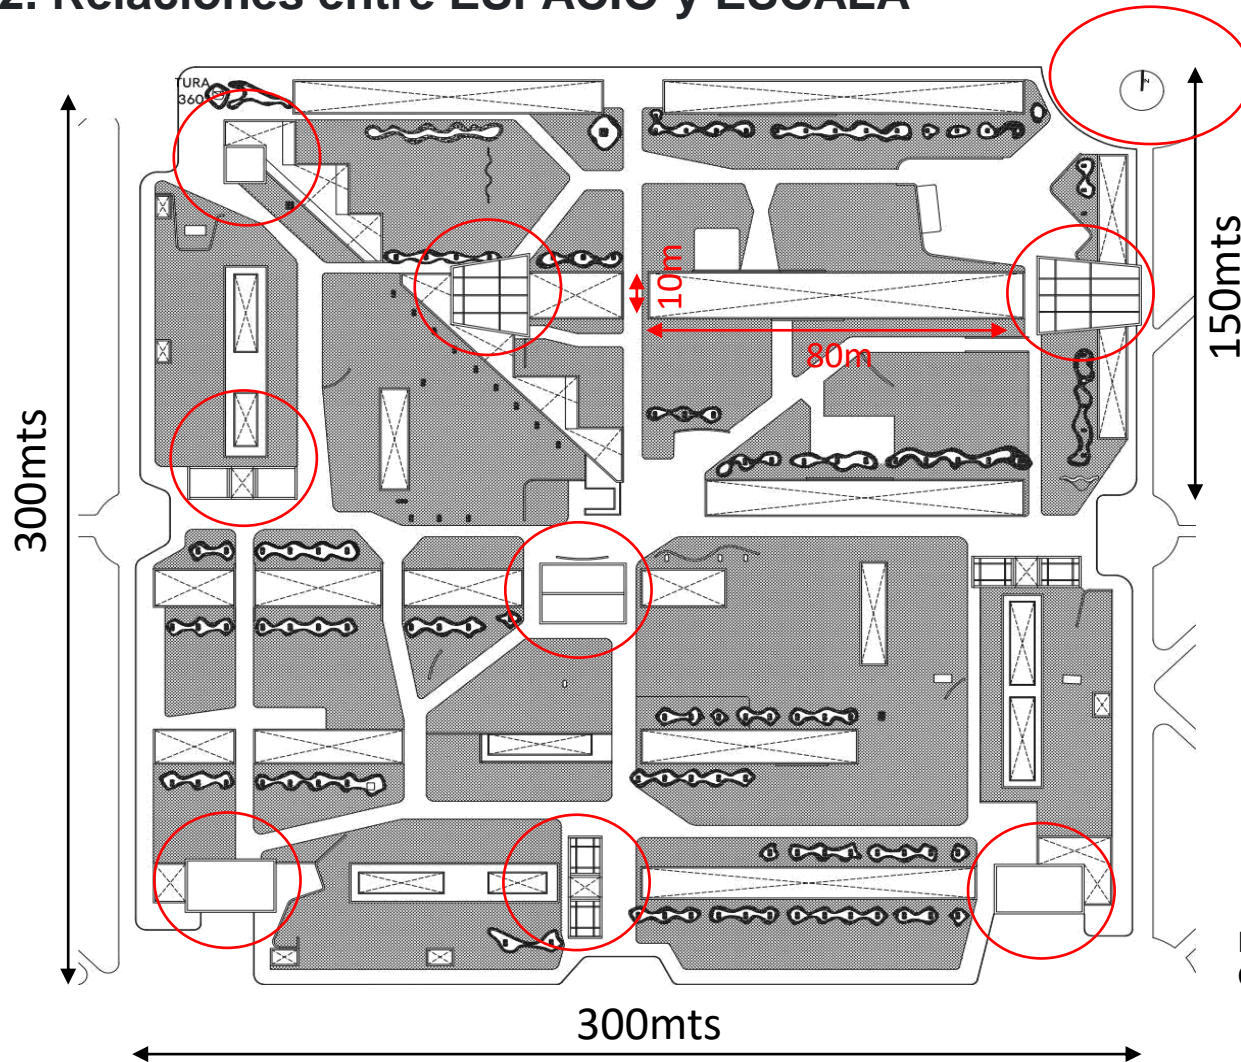 2. Relaciones entre ESPACIO y ESCALA
TURA
360°
N
10m
80m
150mts
300mts
300mts